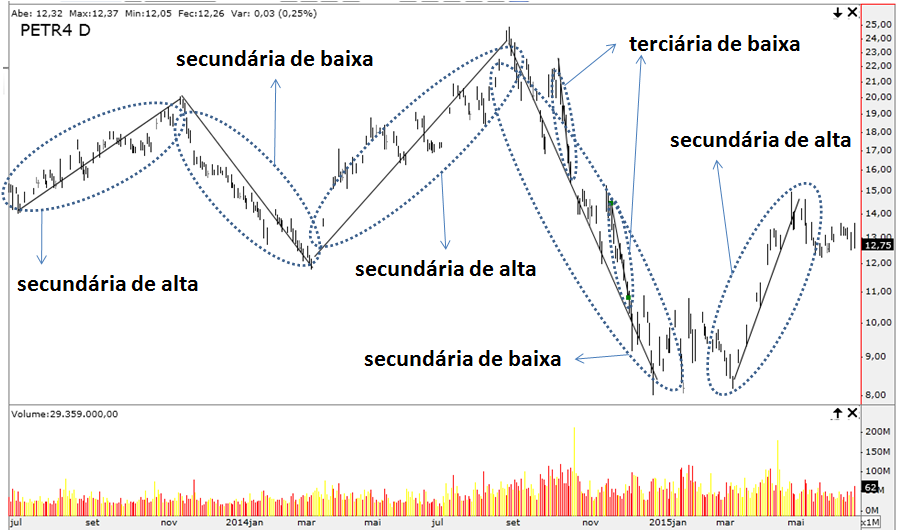 Abe: 12,32 Max:12,37 Min:12,05 Fec:12,26 Var: 0,03 (0,25%)
PETR4 D
secundária de baixa
terciária de baixa
secundária de alta
secundária de alta
secundária de alta
secundária de baixa
25,00
24,00
23,00
22,00
21,00
20,00
19,00
18,00
17,00
16,00
15,00
14,00
13,00
12,75
12,00
11,00
10,00
9,00
8,00
Volume:29.359.000,00
200M
150M
100M
62
x1M
jul set nov 2014jan mar mai jul set nov 2015jan mar mai